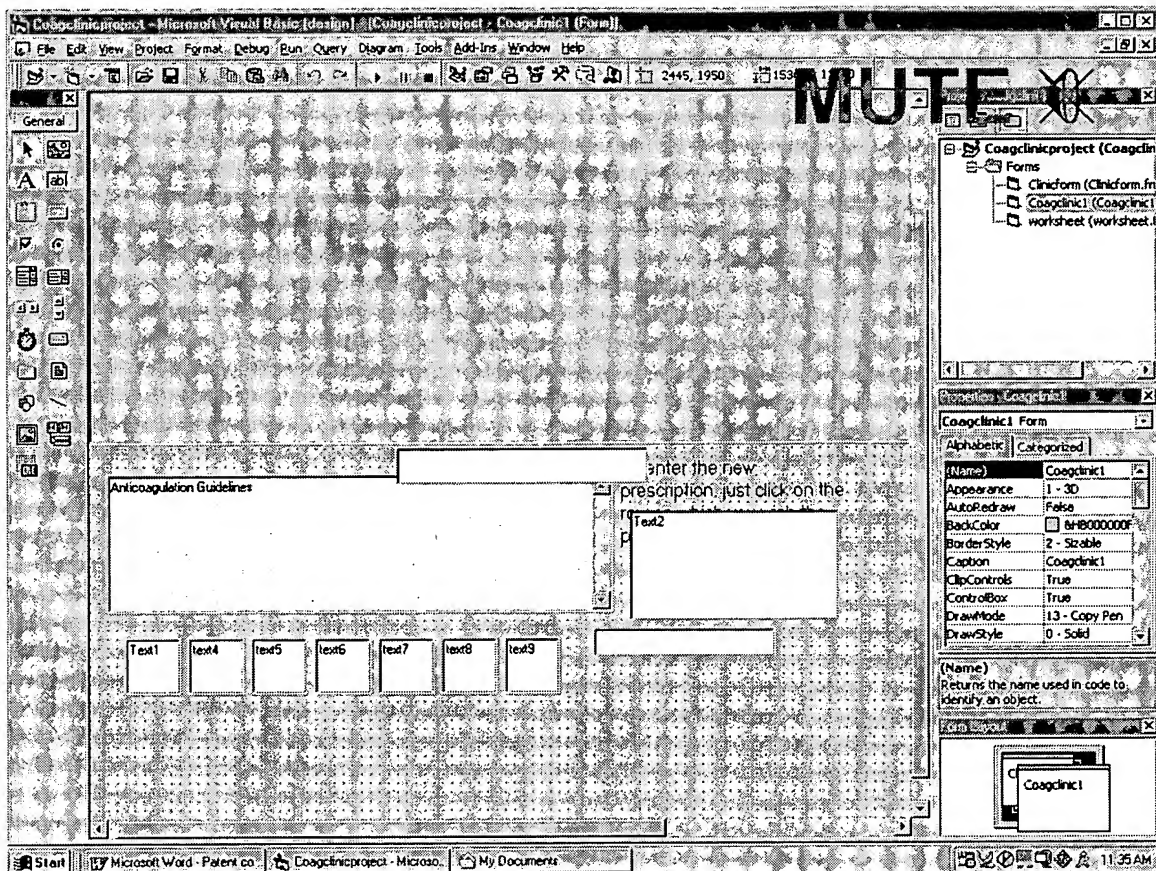 Coagclinicproject - Microsoft Visual Basic [design] - [Coagclinicproject - Coagclinic1 (Form)]
File Edit View Project Format Debug Run Query Diagram Tools Add-Ins Window Help
2445, 1950
MUTE
General
Coagclinicproject (Coagclin
Forms
Clinicform (Clinicform.fr
Coagclinic1 (Coagclinic1
worksheet (worksheet.
Properties - Coagclinic1
Coagclinic1 Form
Alphabetic Categorized
(Name) Coagclinic1
Appearance 1 - 3D
AutoRedraw False
BackColor &H8000000F
BorderStyle 2 - Sizable
Caption Coagclinic1
ClipControls True
ControlBox True
DrawMode 13 - Copy Pen
DrawStyle 0 - Solid
(Name)
Returns the name used in code to
identify an object.
Form Layout
Coagclinic1
enter the new
prescription, just click on the
Anticoagulation Guidelines
Text2
Text1 text4 text5 text6 text7 text8 text9
Start Microsoft Word - Patent co... Coagclinicproject - Microso... My Documents 11:35 AM